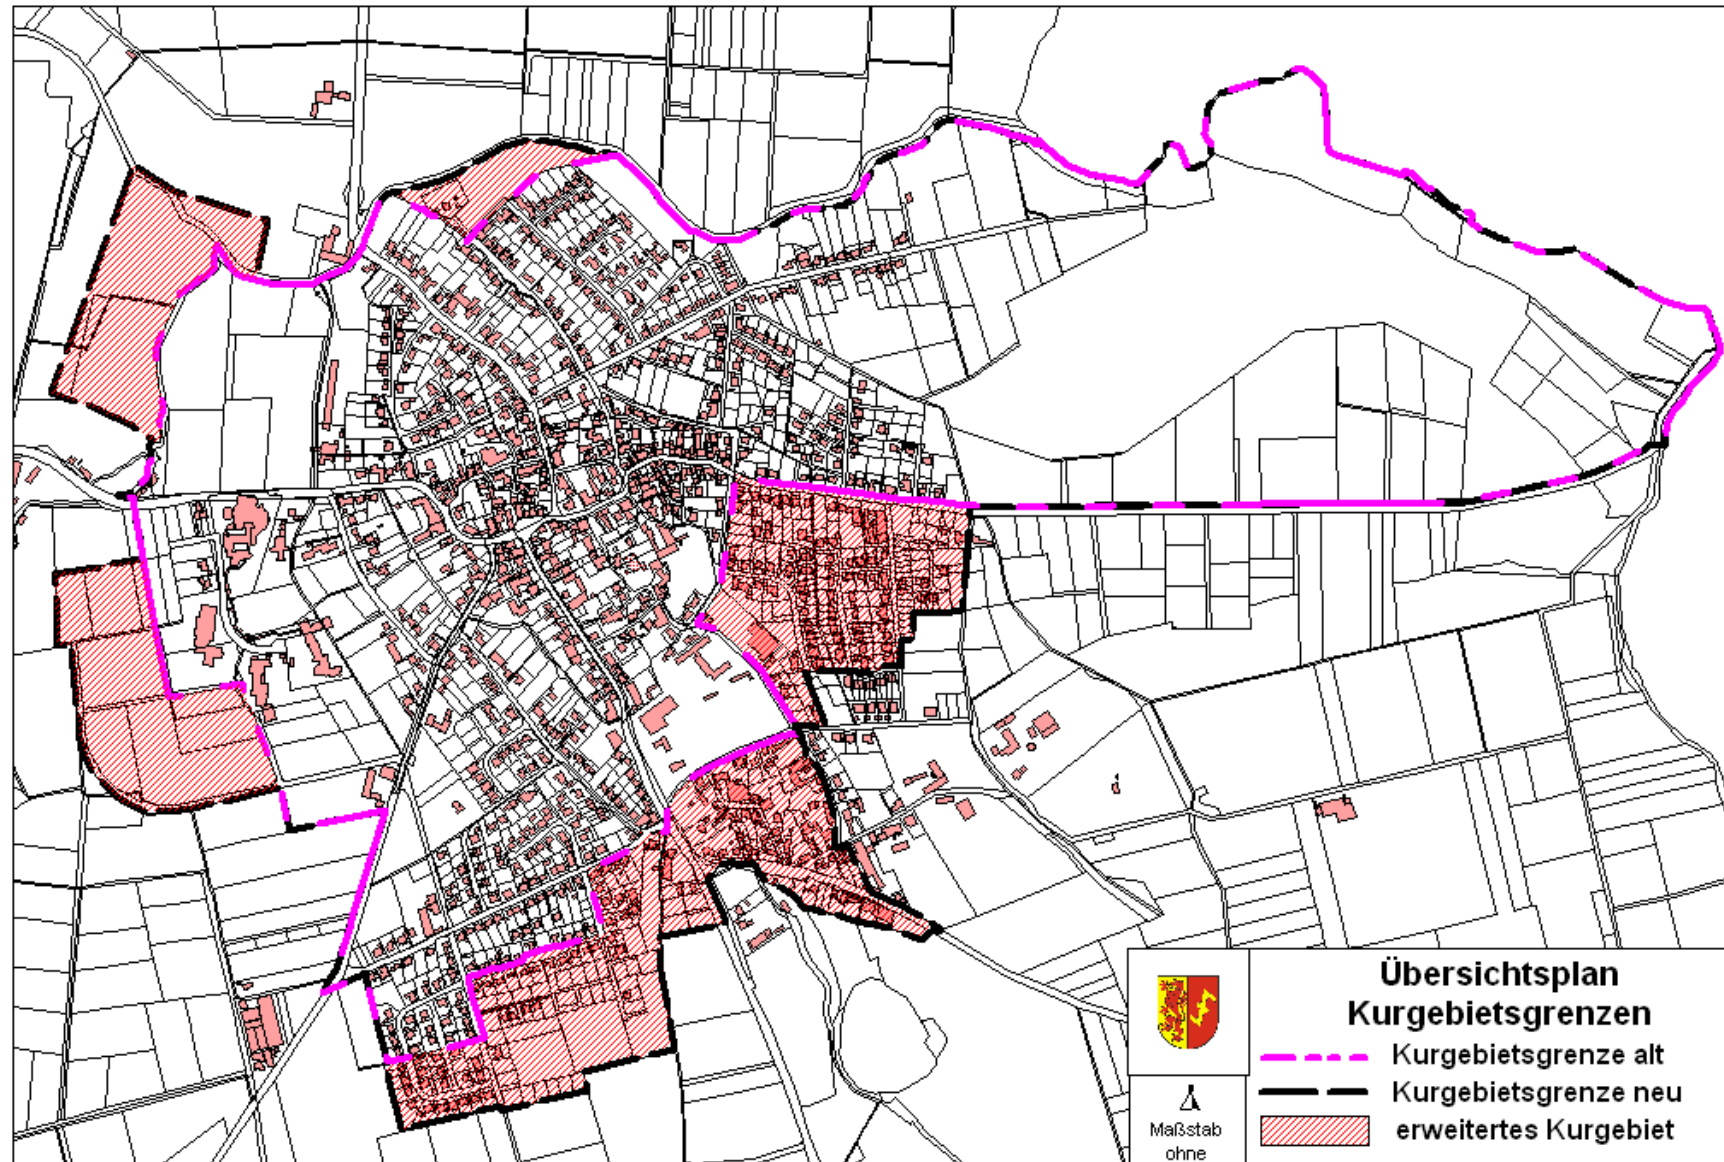 Übersichtsplan
Kurgebietsgrenzen
Kurgebietsgrenze alt
Kurgebietsgrenze neu
erweitertes Kurgebiet
Maßstab
ohne